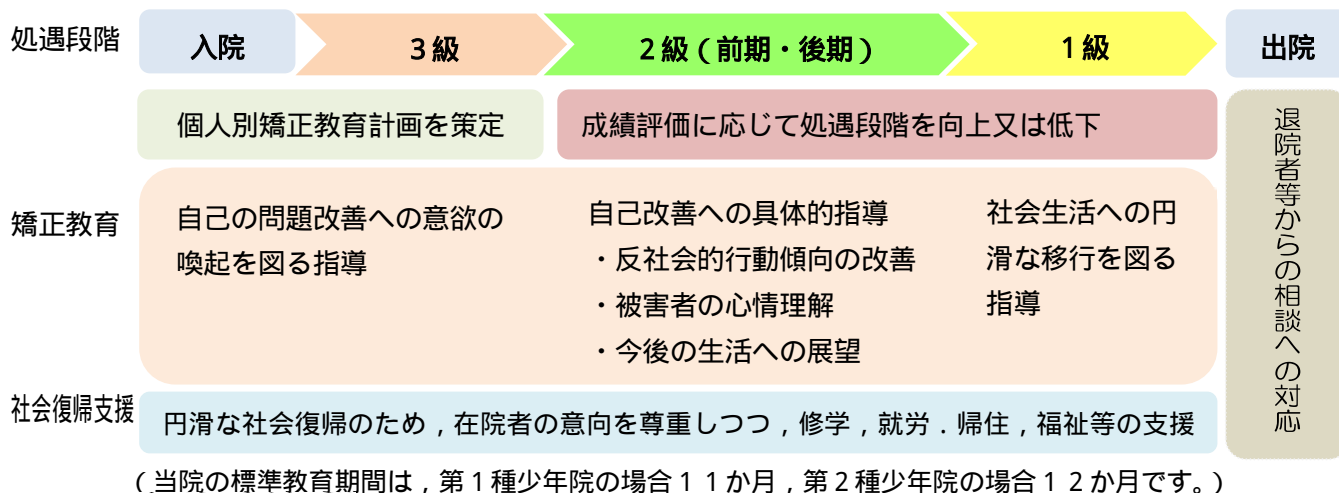 処遇段階
入院
3級
2級（前期・後期）
1級
出院
個人別矯正教育計画を策定
成績評価に応じて処遇段階を向上又は低下
退院者等からの相談への対応
矯正教育
自己の問題改善への意欲の
喚起を図る指導
自己改善への具体的指導
・反社会的行動傾向の改善
・被害者の心情理解
・今後の生活への展望
社会生活への円
滑な移行を図る
指導
社会復帰支援
円滑な社会復帰のため，在院者の意向を尊重しつつ，修学，就労．帰住，福祉等の支援
（当院の標準教育期間は，第１種少年院の場合１１か月，第２種少年院の場合１２か月です。）